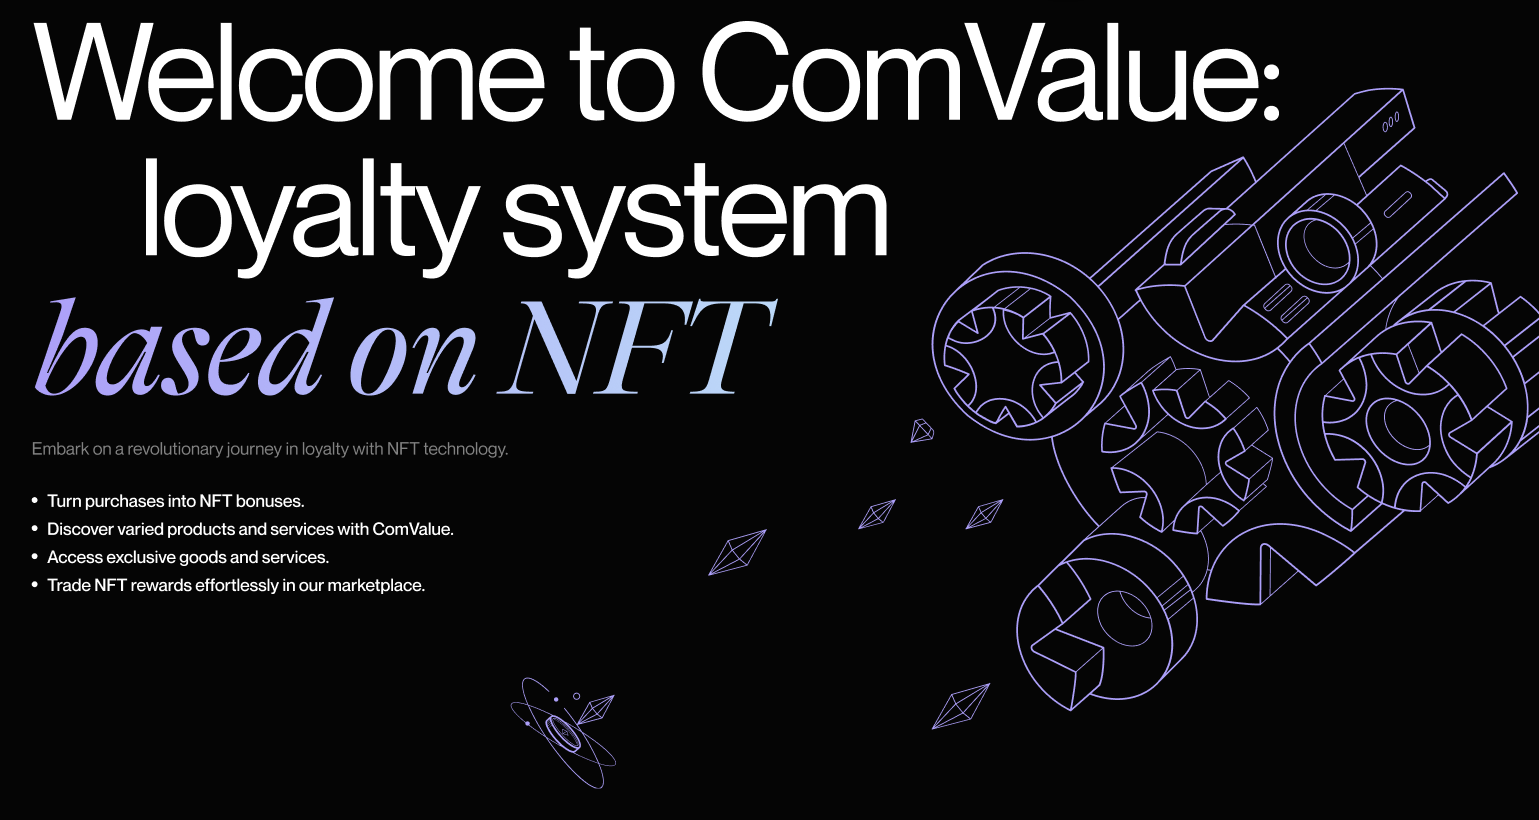 Welcome to ComValue:
loyalty system
based on NFT
Embark on a revolutionary journey in loyalty with NFT technology.
• Turn purchases into NFT bonuses.
• Discover varied products and services with ComValue.
• Access exclusive goods and services.
• Trade NFT rewards effortlessly in our marketplace.